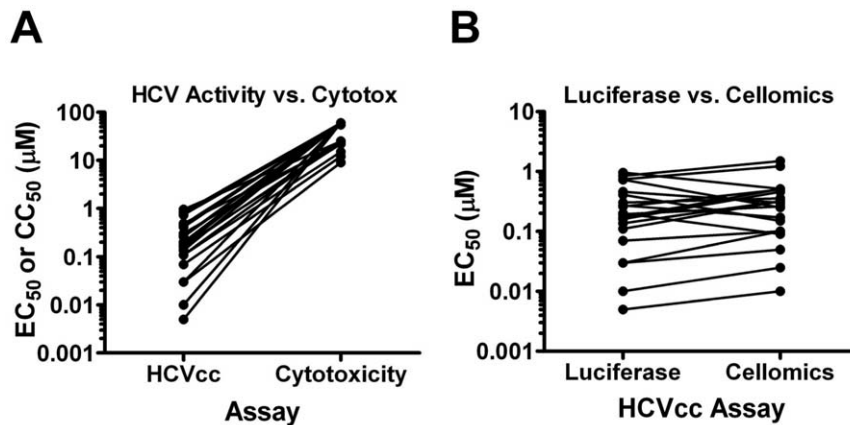 A
HCV Activity vs. Cytotox
EC50 or CC50 (μM)
100
10
1
0.1
0.01
0.001
HCVcc
Cytotoxicity
Assay
B
Luciferase vs. Cellomics
EC50 (μM)
10
1
0.1
0.01
0.001
Luciferase
Cellomics
HCVcc Assay